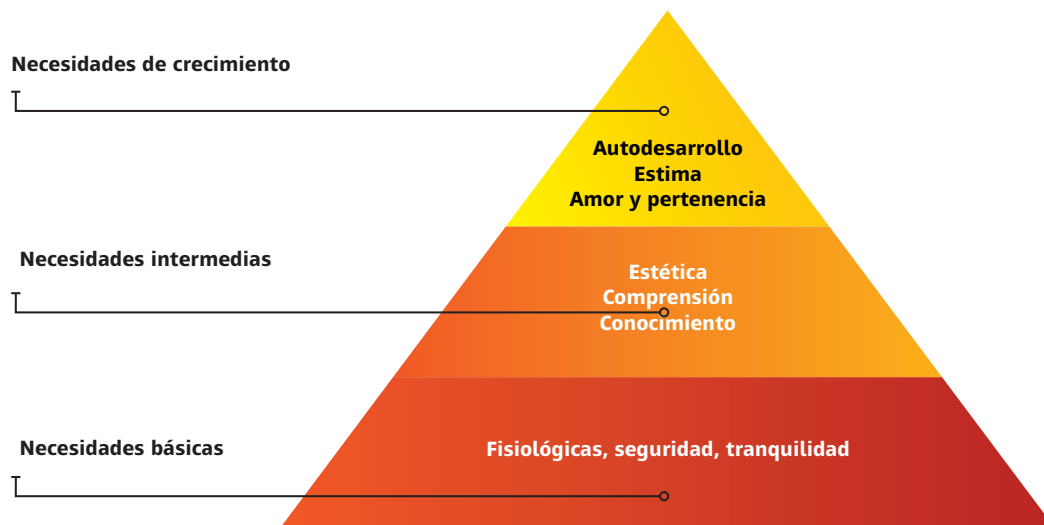 Necesidades de crecimiento
Autodesarrollo
Estima
Amor y pertenencia
Necesidades intermedias
Estética
Comprensión
Conocimiento
Necesidades básicas
Fisiológicas, seguridad, tranquilidad